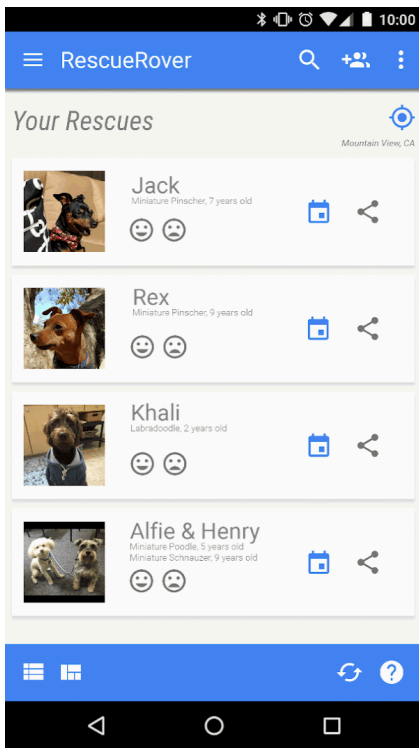 10:00
RescueRover
Your Rescues
Mountain View, CA
Jack
Miniature Pinscher, 7 years old
Rex
Miniature Pinscher, 9 years old
Khali
Labradoodle, 2 years old
Alfie & Henry
Miniature Poodle, 5 years old
Miniature Schnauzer, 9 years old